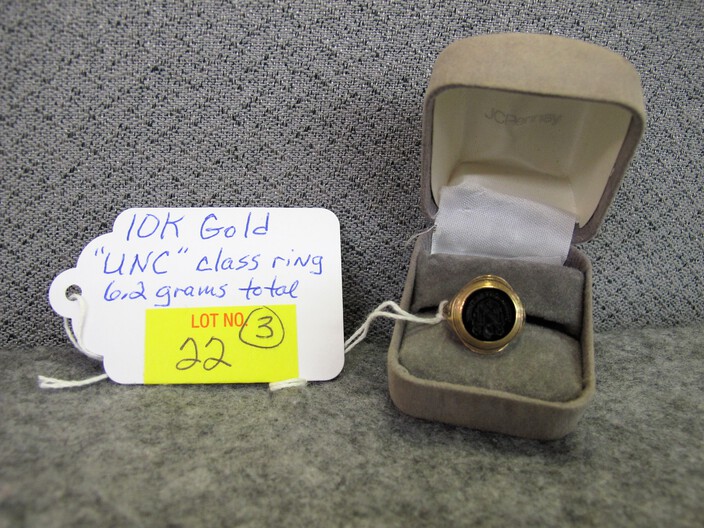 10K Gold
"UNC" class ring
6.2 grams total
LOT NO. 3
22
JCPenney